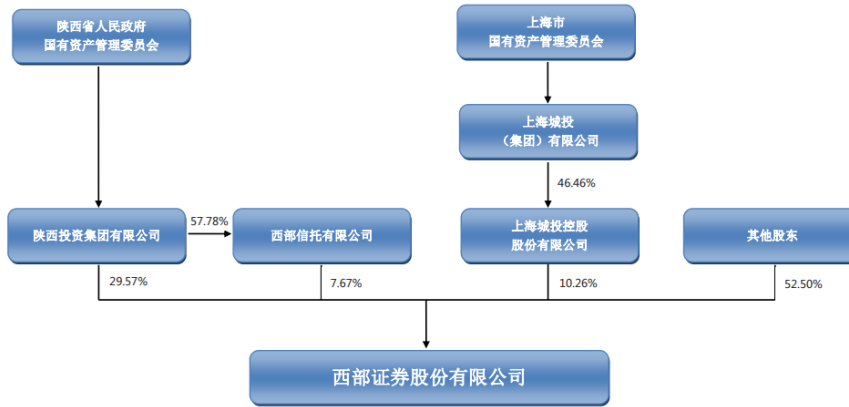 陕西省人民政府
国有资产管理委员会
上海市
国有资产管理委员会
上海城投
（集团）有限公司
46.46%
陕西投资集团有限公司
57.78%
西部信托有限公司
上海城投控股
股份有限公司
其他股东
29.57%
7.67%
10.26%
52.50%
西部证券股份有限公司